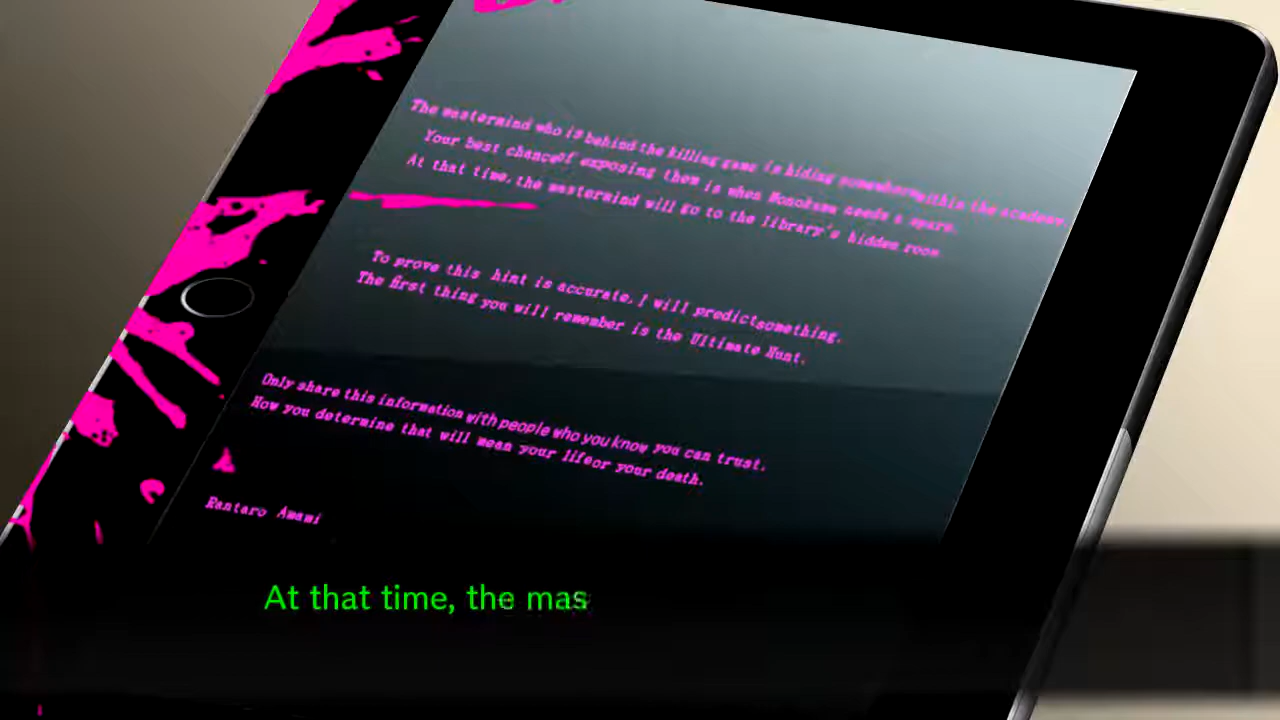 The mastermind who is behind the killing game is hiding somewhere within the academy.
Your best chance of exposing them is when Monokuma needs a spare.
At that time, the mastermind will go to the library's hidden room.
To prove this hint is accurate, I will predict something.
The first thing you will remember is the Ultimate Hunt.
Only share this information with people who you know you can trust.
How you determine that will mean your life or your death.
Rantaro Amami
At that time, the mas